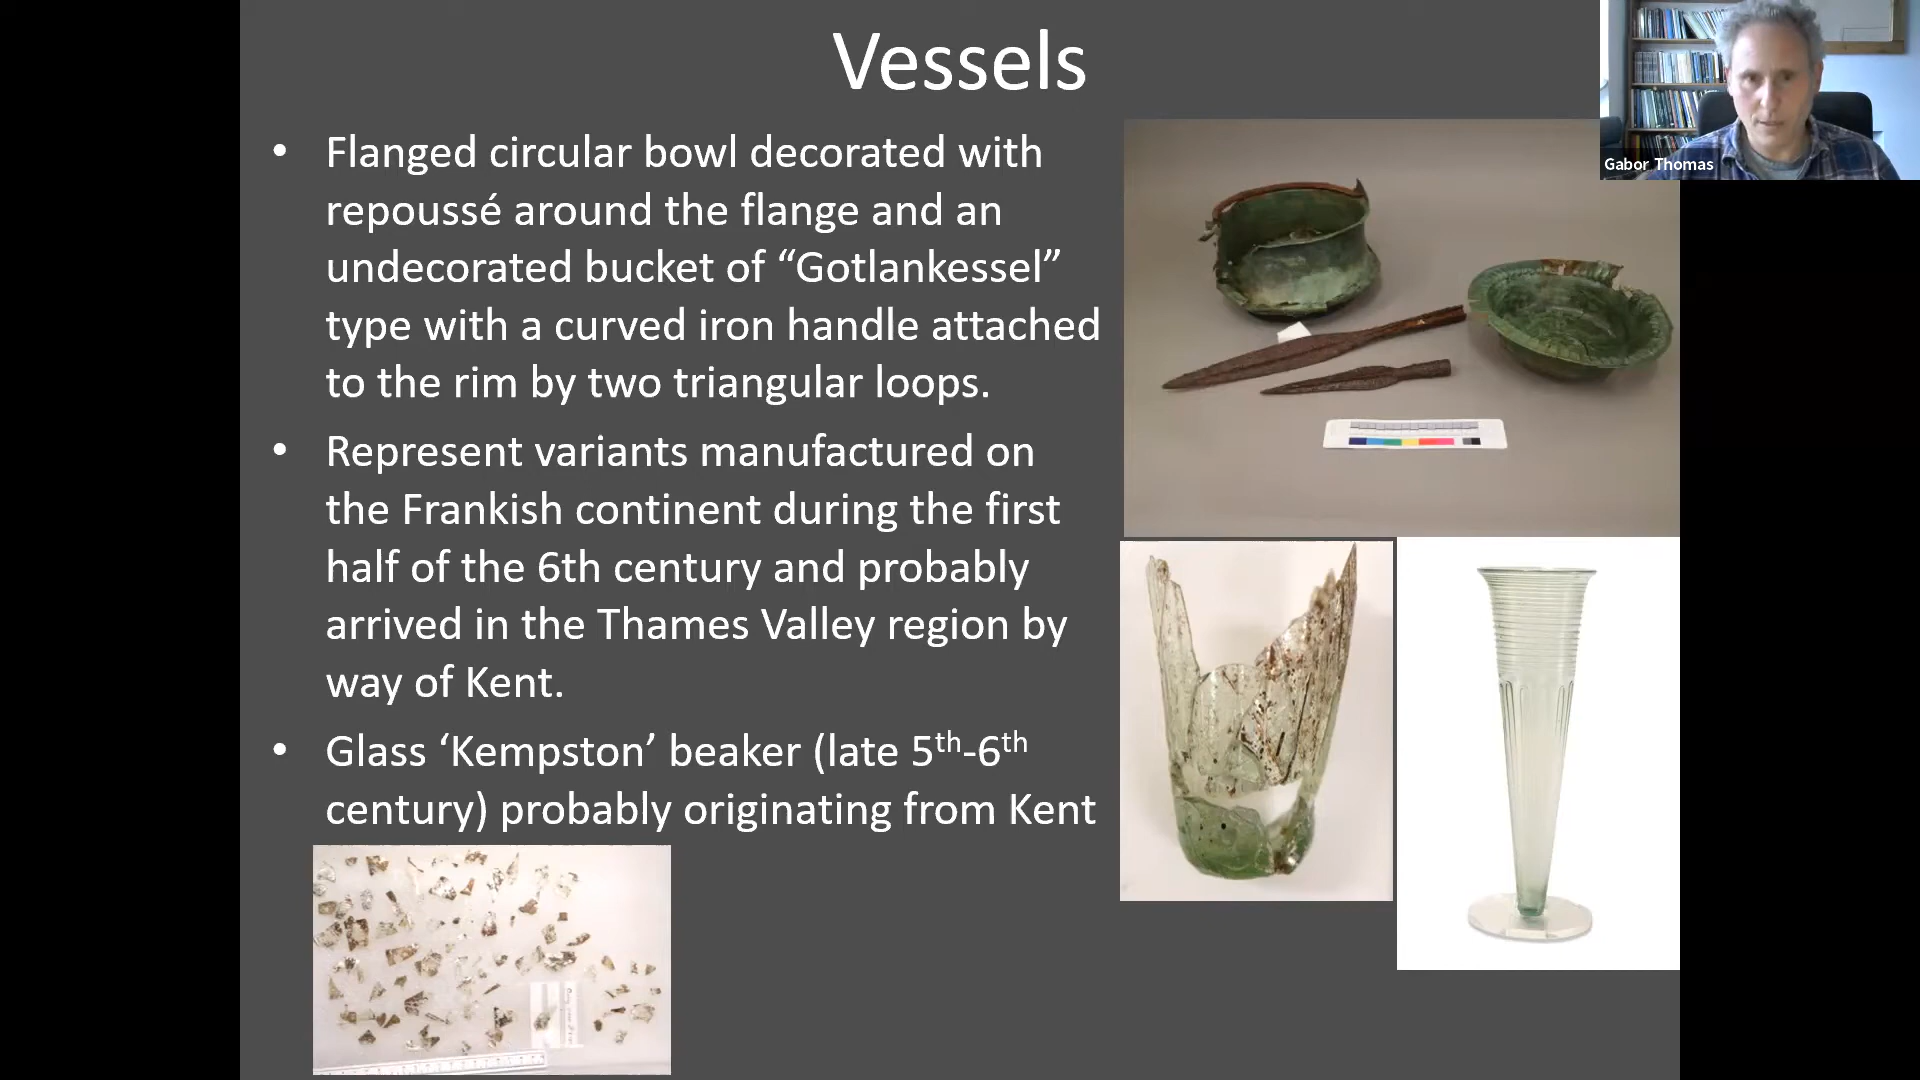 Vessels
Gabor Thomas
• Flanged circular bowl decorated with
repoussé around the flange and an
undecorated bucket of “Gotlankessel”
type with a curved iron handle attached
to the rim by two triangular loops.
• Represent variants manufactured on
the Frankish continent during the first
half of the 6th century and probably
arrived in the Thames Valley region by
way of Kent.
• Glass ‘Kempston’ beaker (late 5th-6th
century) probably originating from Kent